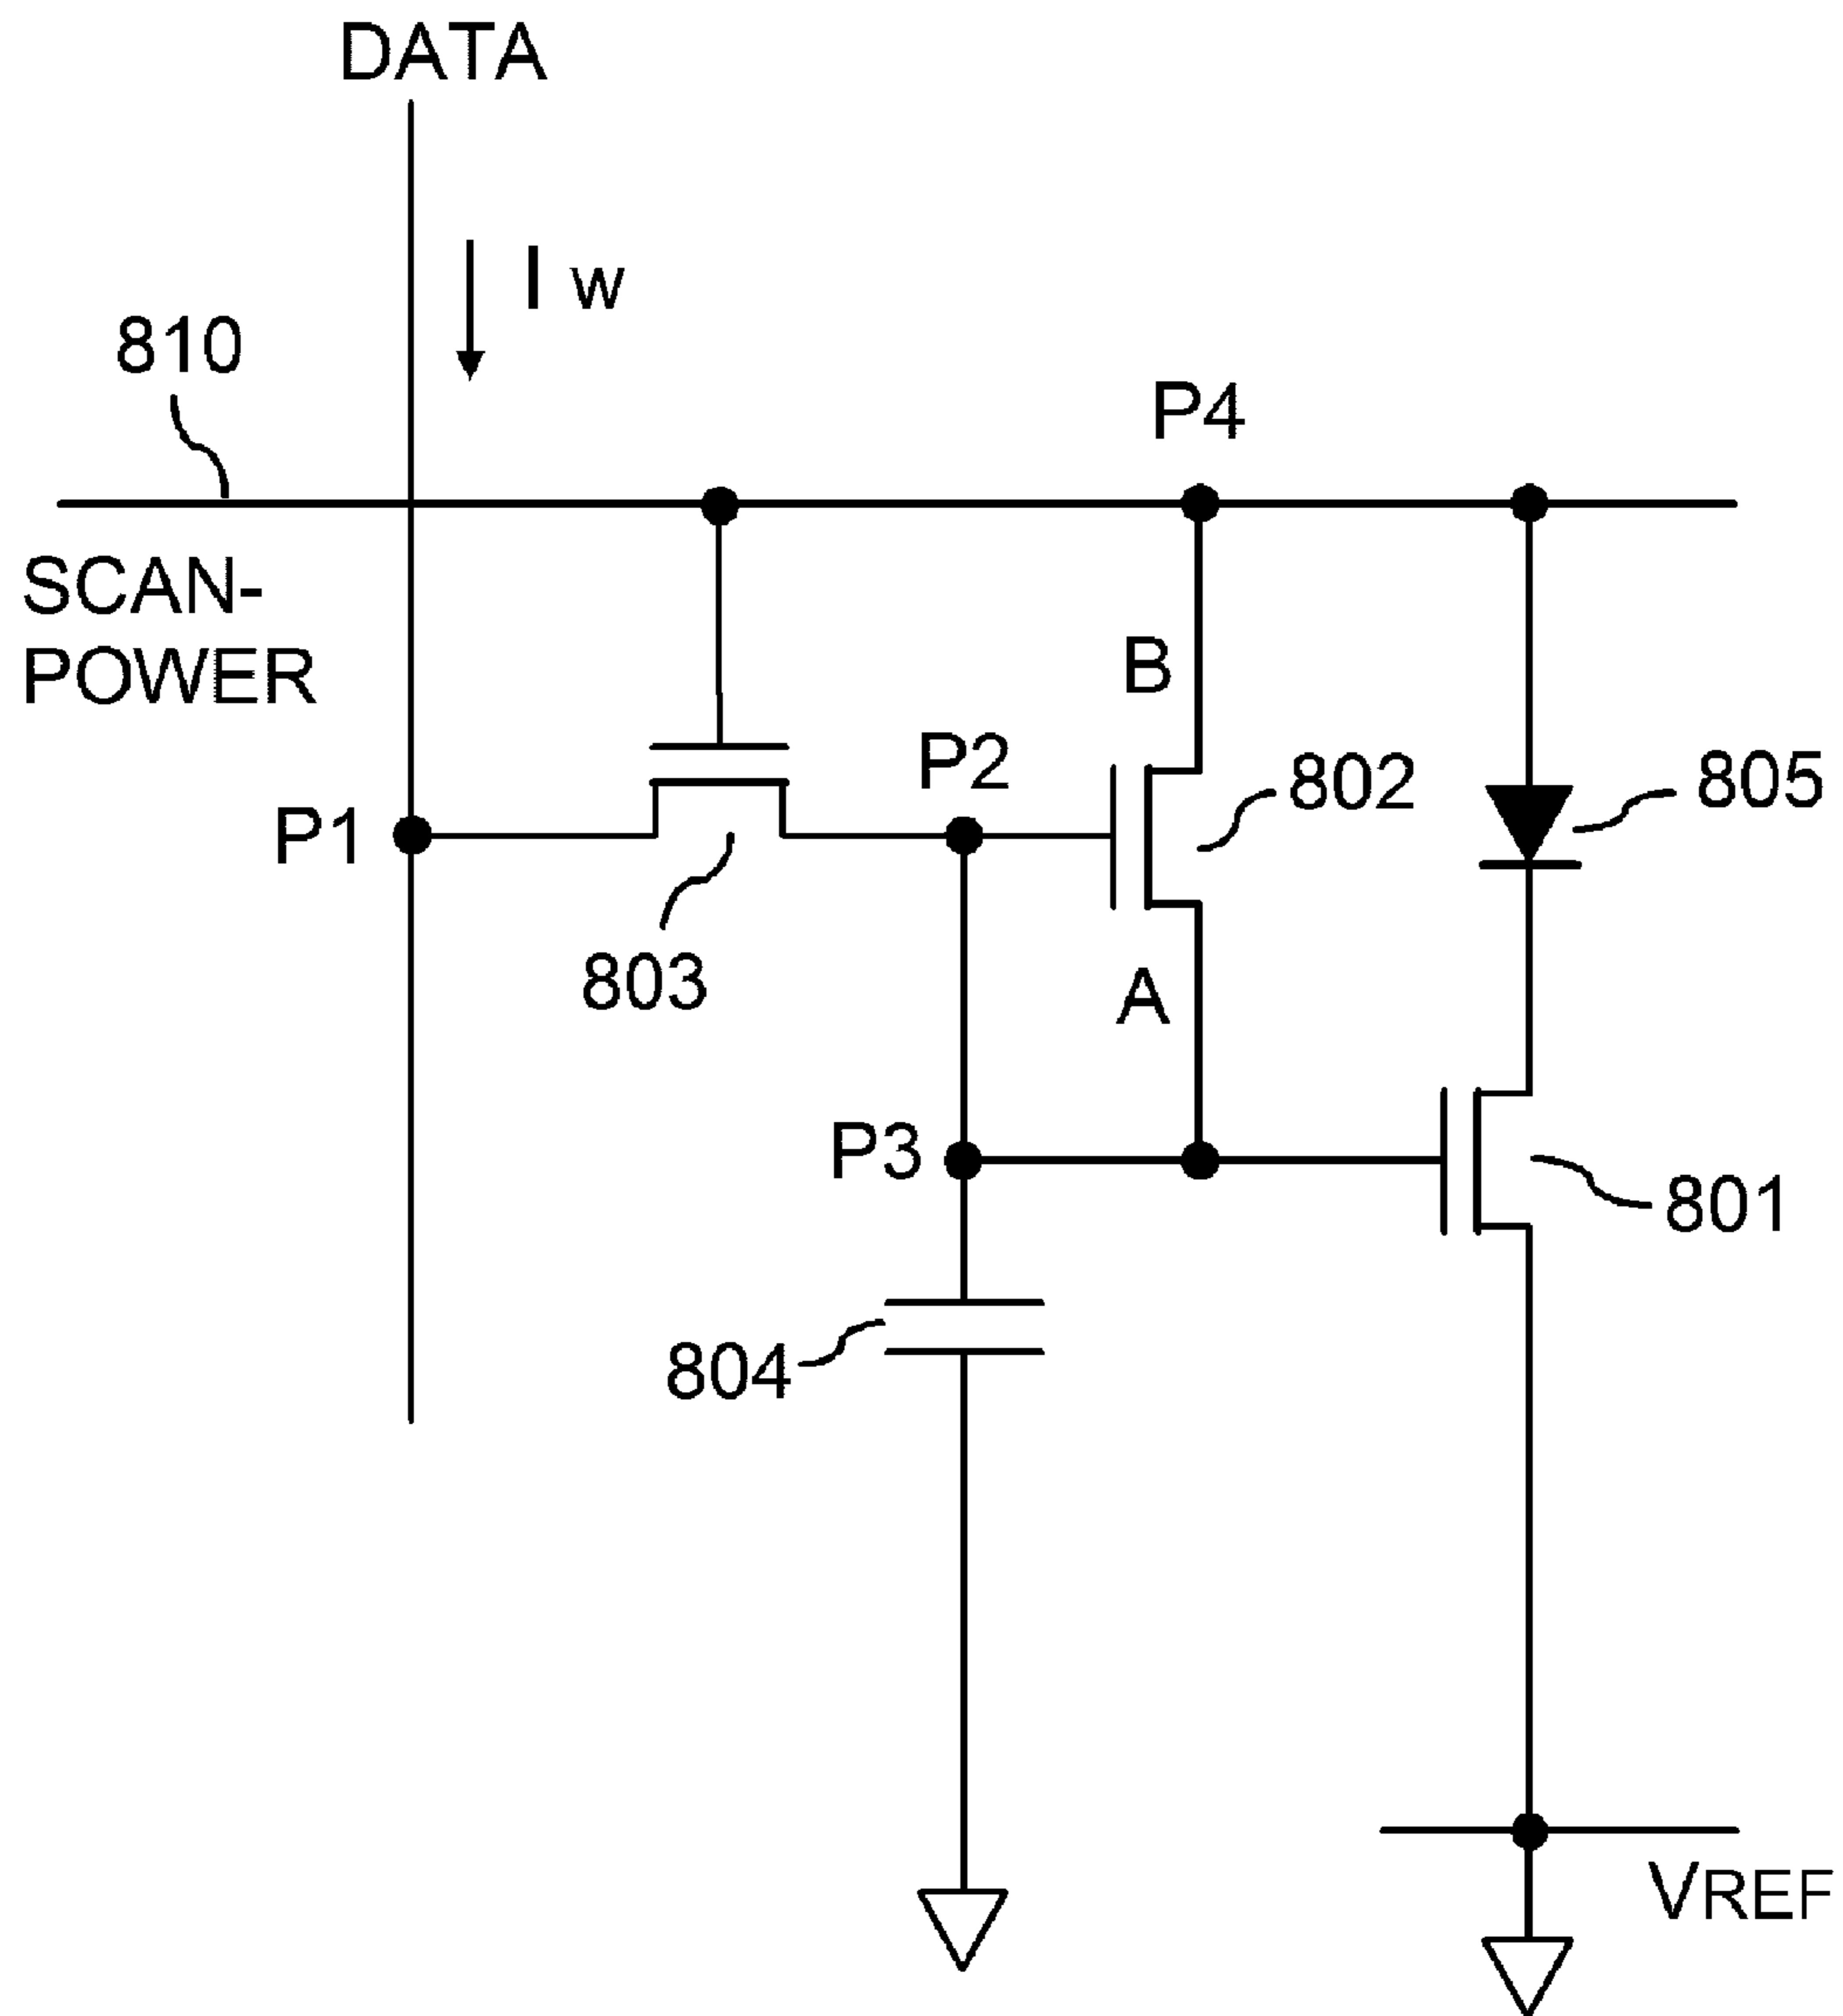 DATA
I w
810
P4
SCAN-
POWER
B
P2
802
805
P1
803
A
P3
801
804
VREF